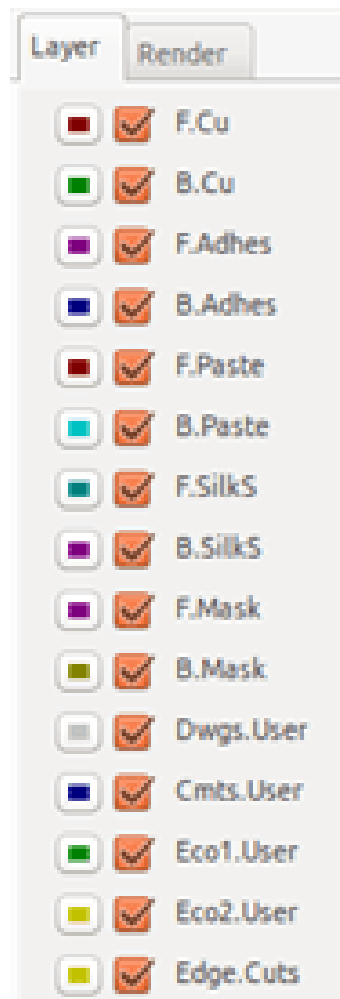 Layer Render
F.Cu
B.Cu
F.Adhes
B.Adhes
F.Paste
B.Paste
F.SilkS
B.SilkS
F.Mask
B.Mask
Dwgs.User
Cmts.User
Eco1.User
Eco2.User
Edge.Cuts